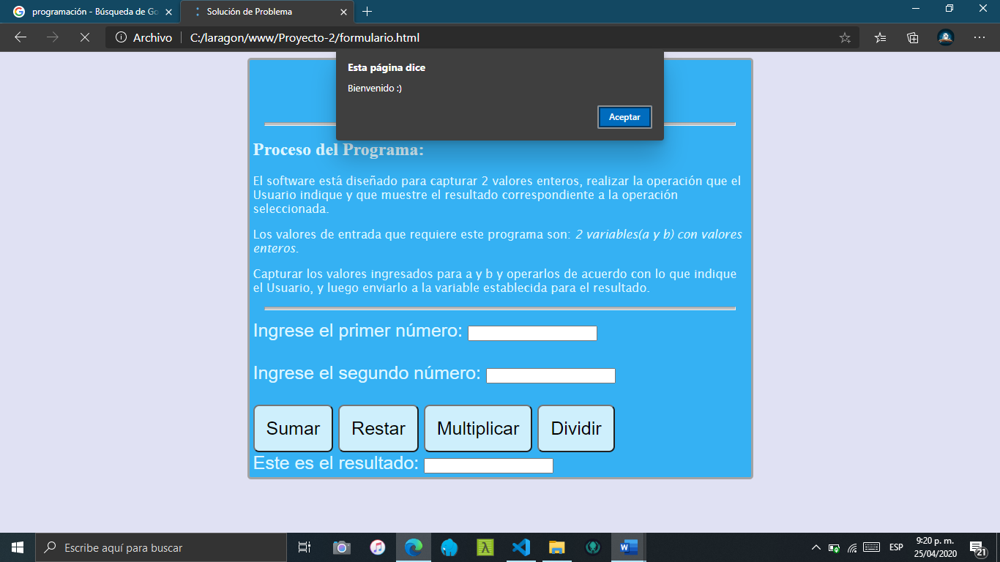 programación - Búsqueda de Go
Solución de Problema
Archivo
C:/laragon/www/Proyecto-2/formulario.html
Esta página dice
Bienvenido :)
Aceptar
Proceso del Programa:
El software está diseñado para capturar 2 valores enteros, realizar la operación que el
Usuario indique y que muestre el resultado correspondiente a la operación
seleccionada.
Los valores de entrada que requiere este programa son: 2 variables(a y b) con valores
enteros.
Capturar los valores ingresados para a y b y operarlos de acuerdo con lo que indique
el Usuario, y luego enviarlo a la variable establecida para el resultado.
Ingrese el primer número:
Ingrese el segundo número:
Sumar Restar Multiplicar Dividir
Este es el resultado:
Escribe aquí para buscar
ESP
9:20 p. m.
25/04/2020
21